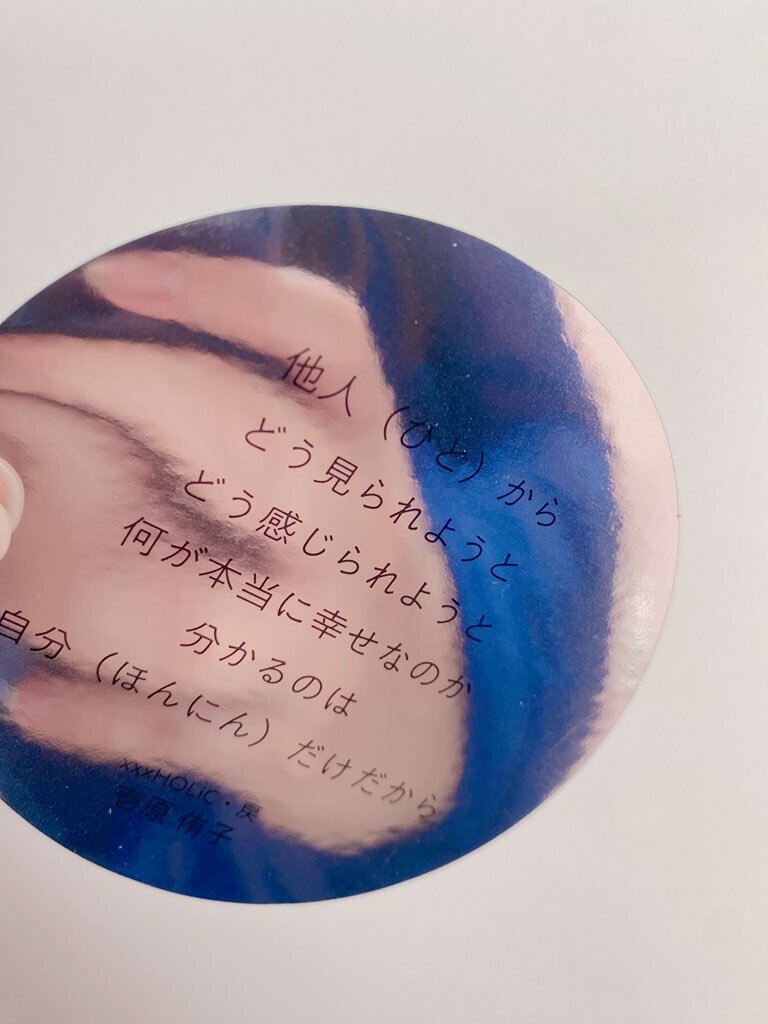 他人（ひと）から
どう見られようと
どう感じられようと
何が本当に幸せなのか
分かるのは
自分（ほんにん）だけだから
xxxHOLiC・戻
壱原 侑子